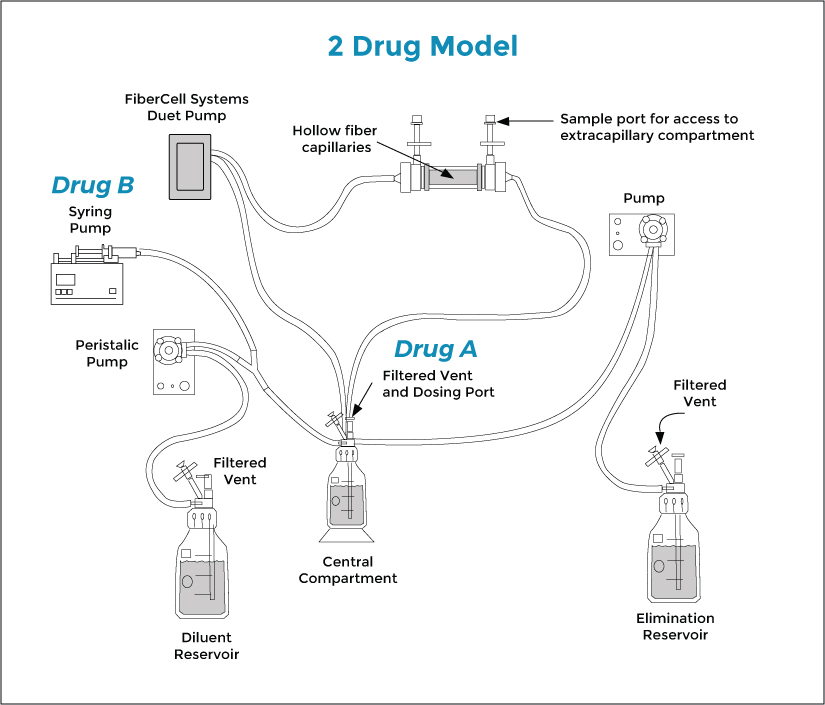 2 Drug Model
FiberCell Systems
Duet Pump
Hollow fiber
capillaries
Sample port for access to
extracapillary compartment
Drug B
Syring
Pump
Pump
Peristalic
Pump
Drug A
Filtered Vent
and Dosing Port
Filtered
Vent
Filtered
Vent
Central
Compartment
Diluent
Reservoir
Elimination
Reservoir